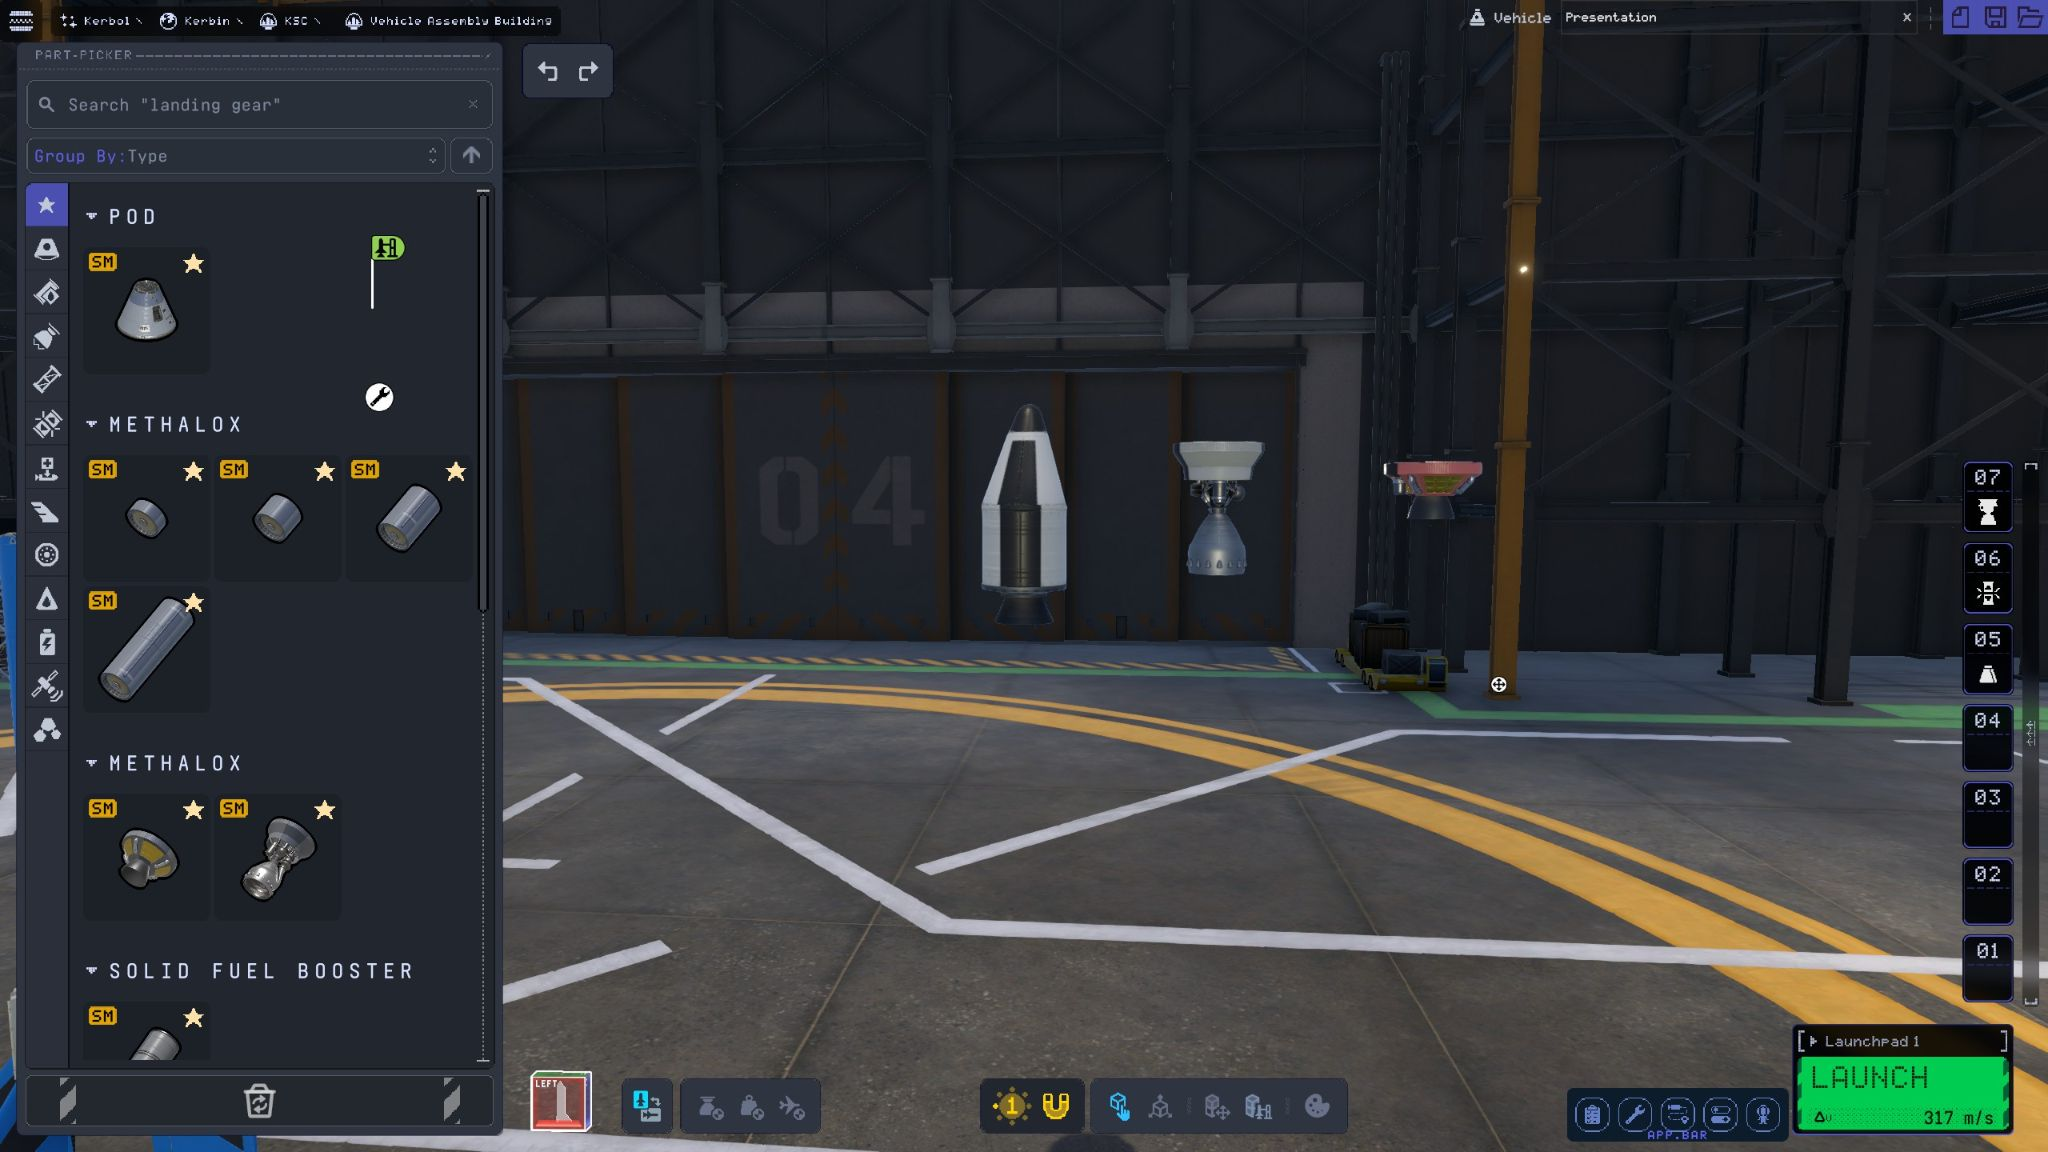 Kerbol
Kerbin
KSC
Vehicle Assembly Building
Vehicle
Presentation
x
PART-PICKER
Search "landing gear"
Group By:Type
POD
SM
METHALOX
SM
SM
SM
SM
METHALOX
SM
SM
SOLID FUEL BOOSTER
SM
04
07
06
05
04
03
02
01
LEFT
1
1
APP.BAR
Launchpad 1
LAUNCH
Δv
317 m/s